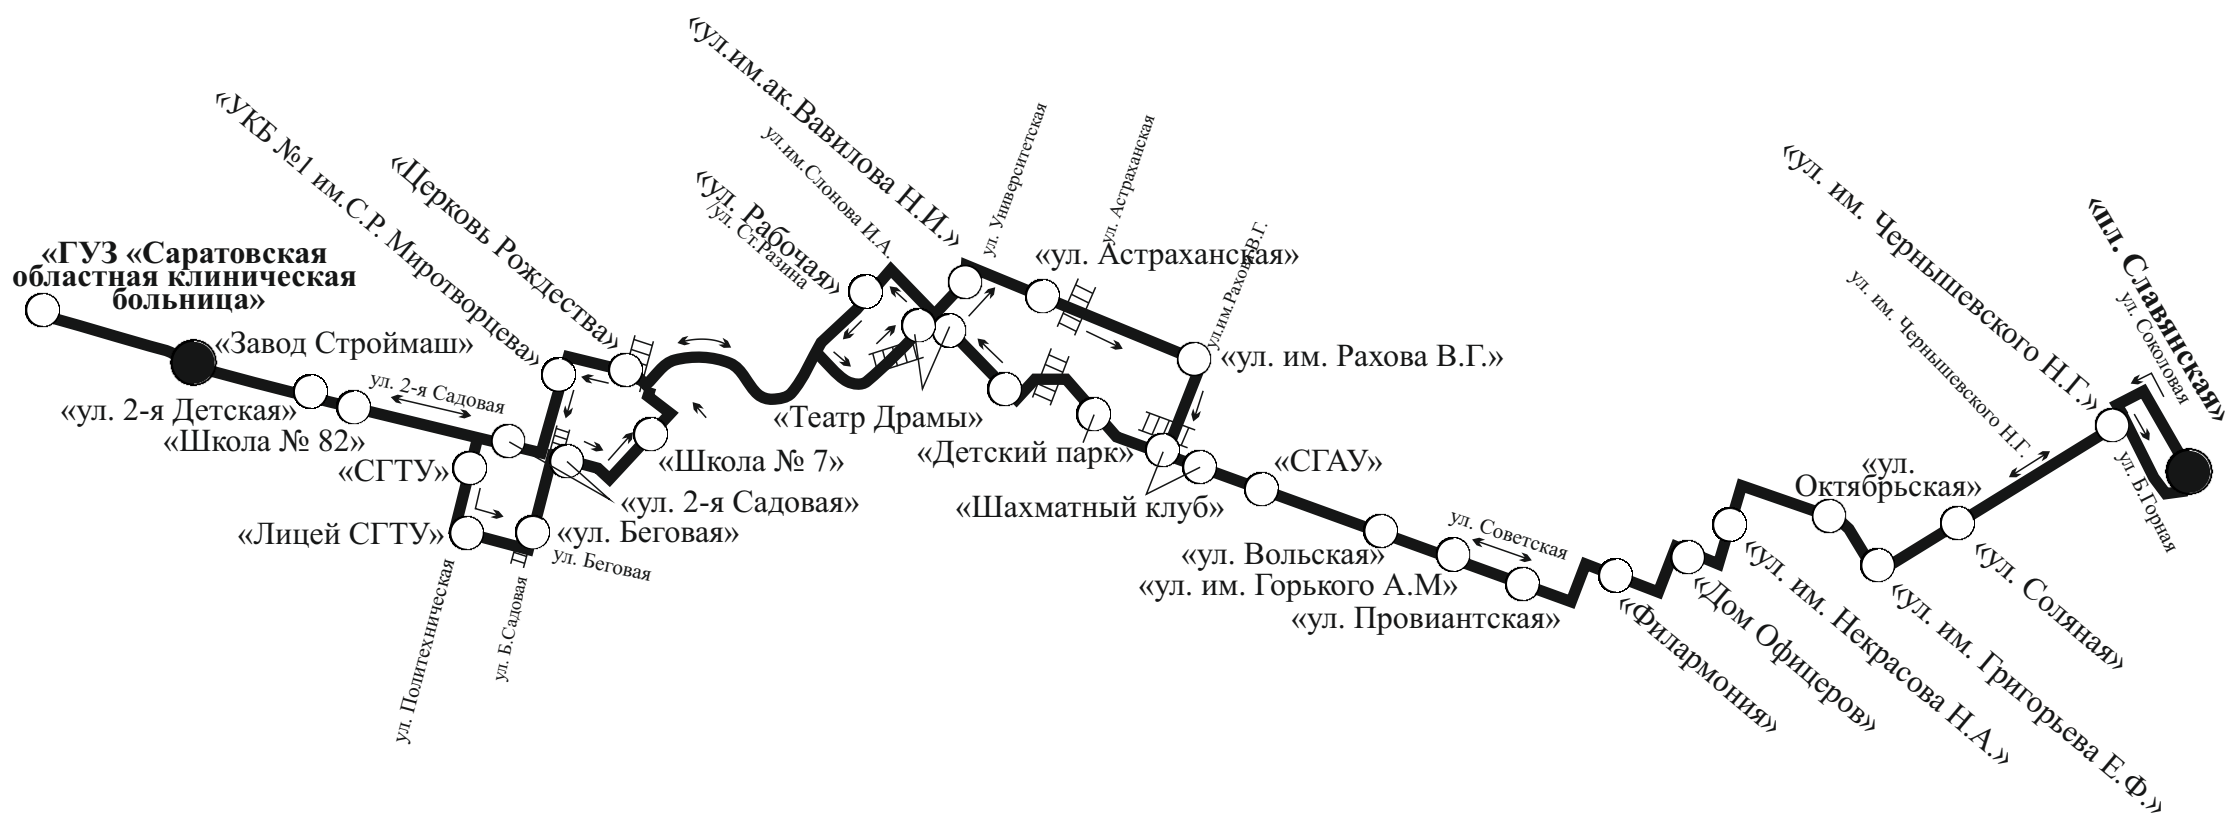 «ГУЗ «Саратовская
областная клиническая
больница»
«Завод Строймаш»
«ул. 2-я Детская»
«Школа № 82»
ул. 2-я Садовая
«СГТУ»
«Лицей СГТУ»
ул. Политехническая
ул. Б.Садовая
«ул. Беговая»
ул. Беговая
«УКБ №1 им.С.Р. Миротворцева»
«Церковь Рождества»
«Школа № 7»
«ул. 2-я Садовая»
«ул. Рабочая»
ул. Ст.Разина
ул.им.Слонова И.А.
«ул.им.ак.Вавилова Н.И.»
ул. Университетская
ул. Астраханская
«ул. Астраханская»
ул.им.Рахова В.Г.
«ул. им. Рахова В.Г.»
«Театр Драмы»
«Детский парк»
«Шахматный клуб»
«СГАУ»
«ул. Вольская»
«ул. им. Горького А.М»
«ул. Провиантская»
ул. Советская
«Филармония»
«Дом Офицеров»
«ул. им. Некрасова Н.А.»
«ул.
Октябрьская»
«ул. им. Григорьева Е.Ф.»
«ул. Соляная»
ул. им. Чернышевского Н.Г.
«ул. им. Чернышевского Н.Г.»
«пл. Славянская»
ул. Соколовая
ул. Б.Горная